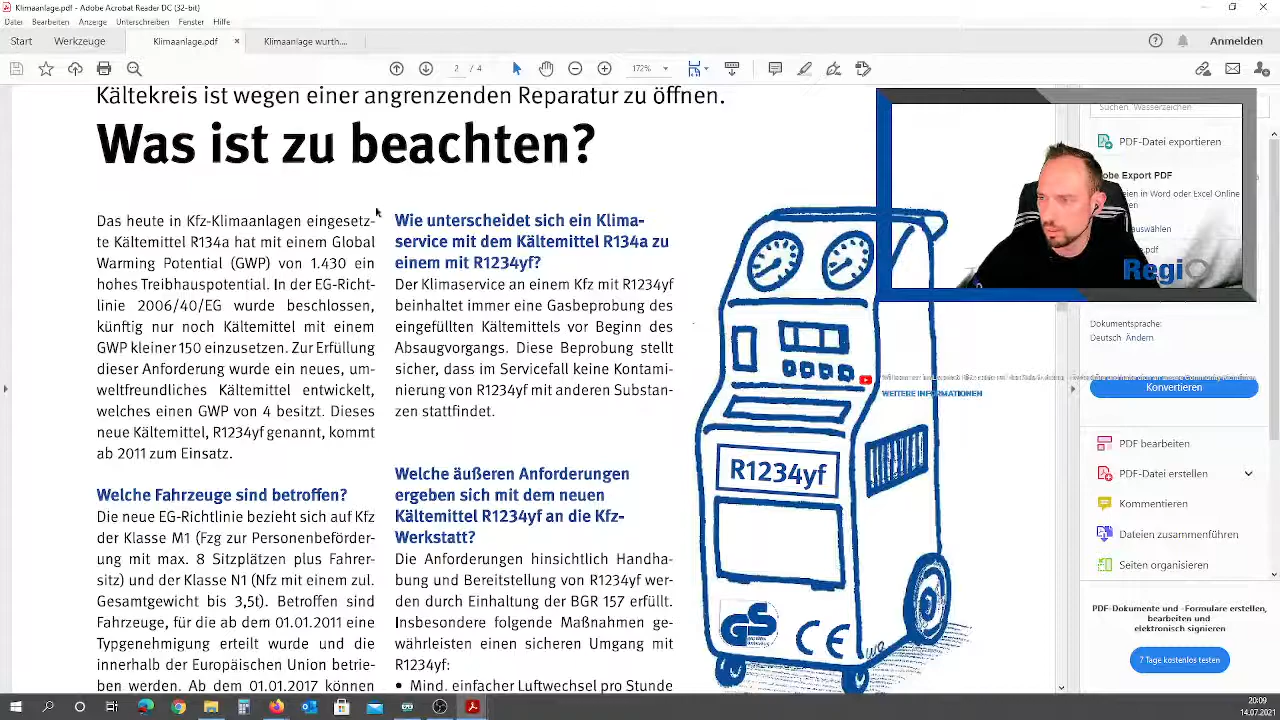 Klimaanlage.pdf - Adobe Acrobat Reader DC (32-bit)
Datei Bearbeiten Anzeige Unterschreiben Fenster Hilfe
Start Werkzeuge Klimaanlage.pdf × Klimaanlage wurth....
Anmelden
2 / 4 172%
Kältekreis ist wegen einer angrenzenden Reparatur zu öffnen.
Was ist zu beachten?
Das heute in Kfz-Klimaanlagen eingesetz-
te Kältemittel R134a hat mit einem Global
Warming Potential (GWP) von 1.430 ein
hohes Treibhauspotential. In der EG-Richt-
linie 2006/40/EG wurde beschlossen,
künftig nur noch Kältemittel mit einem
GWP kleiner 150 einzusetzen. Zur Erfüllung
dieser Anforderung wurde ein neues, um-
weltfreundliches Kältemittel entwickelt,
welches einen GWP von 4 besitzt. Dieses
neue Kältemittel, R1234yf genannt, kommt
ab 2011 zum Einsatz.
Welche Fahrzeuge sind betroffen?
Die neue EG-Richtlinie bezieht sich auf Kfz
der Klasse M1 (Fzg zur Personenbeförder-
ung mit max. 8 Sitzplätzen plus Fahrer-
sitz) und der Klasse N1 (Nfz mit einem zul.
Gesamtgewicht bis 3,5t). Betroffen sind
Fahrzeuge, für die ab dem 01.01.2011 eine
Typgenehmigung erteilt wurde und die
innerhalb der Europäischen Union betrie-
ben werden. Ab dem 01.01.2017 können
Wie unterscheidet sich ein Klima-
service mit dem Kältemittel R134a zu
einem mit R1234yf?
Der Klimaservice an einem Kfz mit R1234yf
beinhaltet immer eine Gasbeprobung des
eingefüllten Kältemittels vor Beginn des
Absaugvorgangs. Diese Beprobung stellt
sicher, dass im Servicefall keine Kontami-
nierung von R1234yf mit anderen Substan-
zen stattfindet.
Welche äußeren Anforderungen
ergeben sich mit dem neuen
Kältemittel R1234yf an die Kfz-
Werkstatt?
Die Anforderungen hinsichtlich Handha-
bung und Bereitstellung von R1234yf wer-
den durch Einhaltung der BGR 157 erfüllt.
Insbesondere folgende Maßnahmen ge-
währleisten einen sicheren Umgang mit
R1234yf:
• Mind. einfacher Luftwechsel pro Stunde
R1234yf
GS
CE
WEITERE INFORMATIONEN
Suchen: "Wasserzeichen"
PDF-Datei exportieren
Adobe Export PDF
in Word oder Excel Online
auswählen
.pdf
RegiO
Dokumentsprache:
Deutsch Ändern
Konvertieren
PDF bearbeiten
PDF-Datei erstellen
Kommentieren
Dateien zusammenführen
Seiten organisieren
PDF-Dokumente und -Formulare erstellen,
bearbeiten und
elektronisch signieren
7 Tage kostenlos testen
20:09
14.07.2021